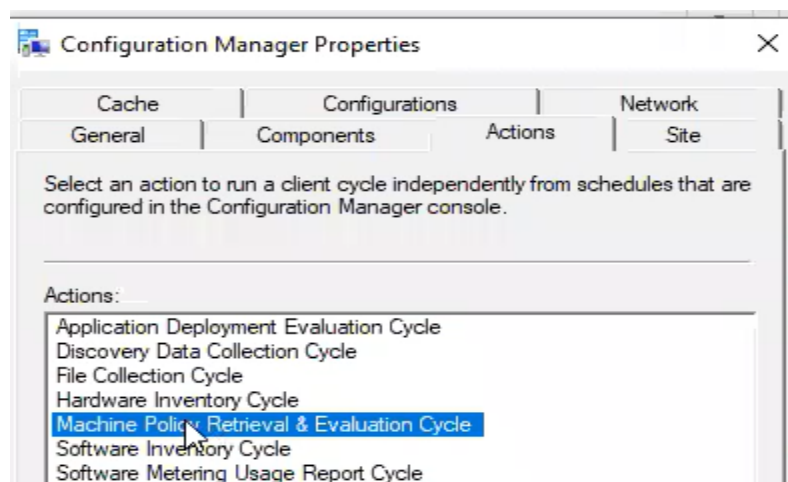 Configuration Manager Properties
Cache Configurations Network
General Components Actions Site
Select an action to run a client cycle independently from schedules that are
configured in the Configuration Manager console.
Actions:
Application Deployment Evaluation Cycle
Discovery Data Collection Cycle
File Collection Cycle
Hardware Inventory Cycle
Machine Policy Retrieval & Evaluation Cycle
Software Inventory Cycle
Software Metering Usage Report Cycle